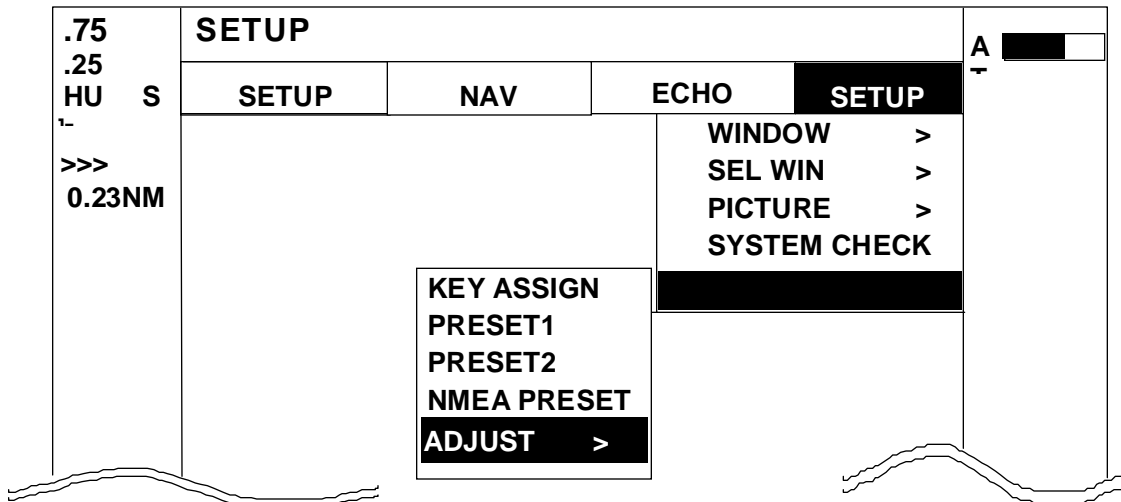 .75
.25
HU S
>>>
0.23NM
SETUP
SETUP NAV ECHO SETUP
WINDOW >
SEL WIN >
PICTURE >
SYSTEM CHECK
KEY ASSIGN
PRESET1
PRESET2
NMEA PRESET
ADJUST >
A